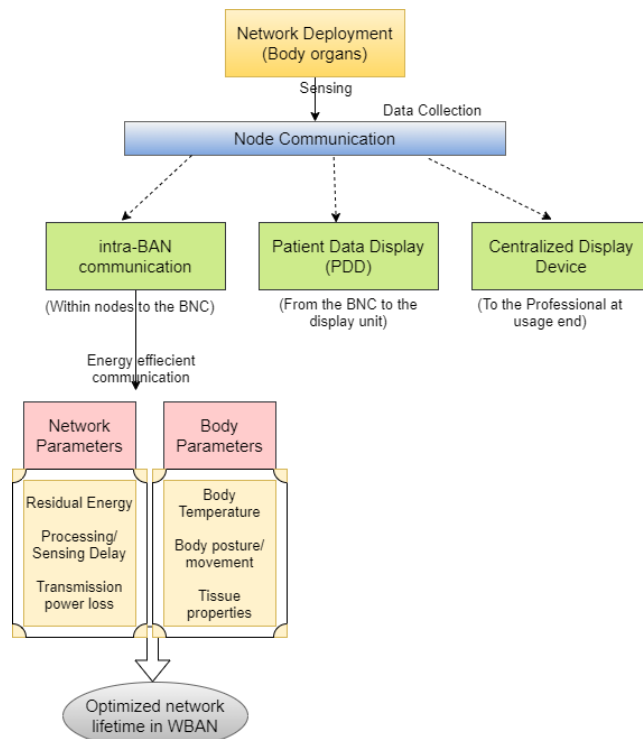 Network Deployment
(Body organs)
Sensing
Data Collection
Node Communication
intra-BAN
communication
Patient Data Display
(PDD)
Centralized Display
Device
(Within nodes to the BNC)
(From the BNC to the
display unit)
(To the Professional at
usage end)
Energy effiecient
communication
Network
Parameters
Body
Parameters
Residual Energy
Processing/
Sensing Delay
Transmission
power loss
Body
Temperature
Body posture/
movement
Tissue
properties
Optimized network
lifetime in WBAN